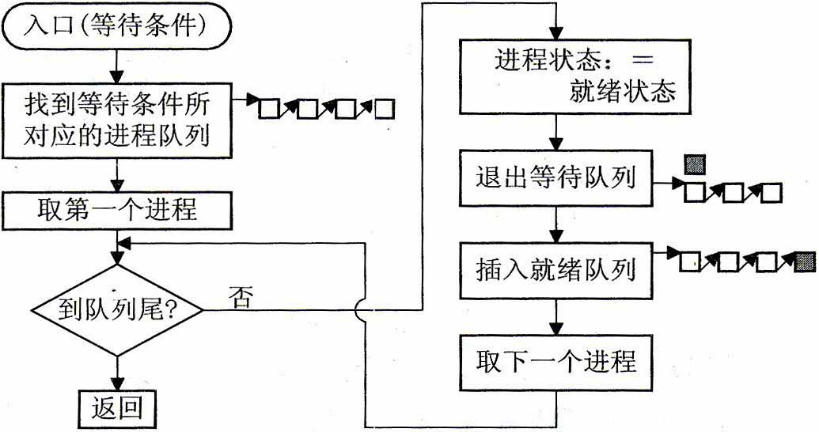 入口(等待条件)
找到等待条件所
对应的进程队列
取第一个进程
到队列尾?
否
返回
进程状态: =
就绪状态
退出等待队列
插入就绪队列
取下一个进程